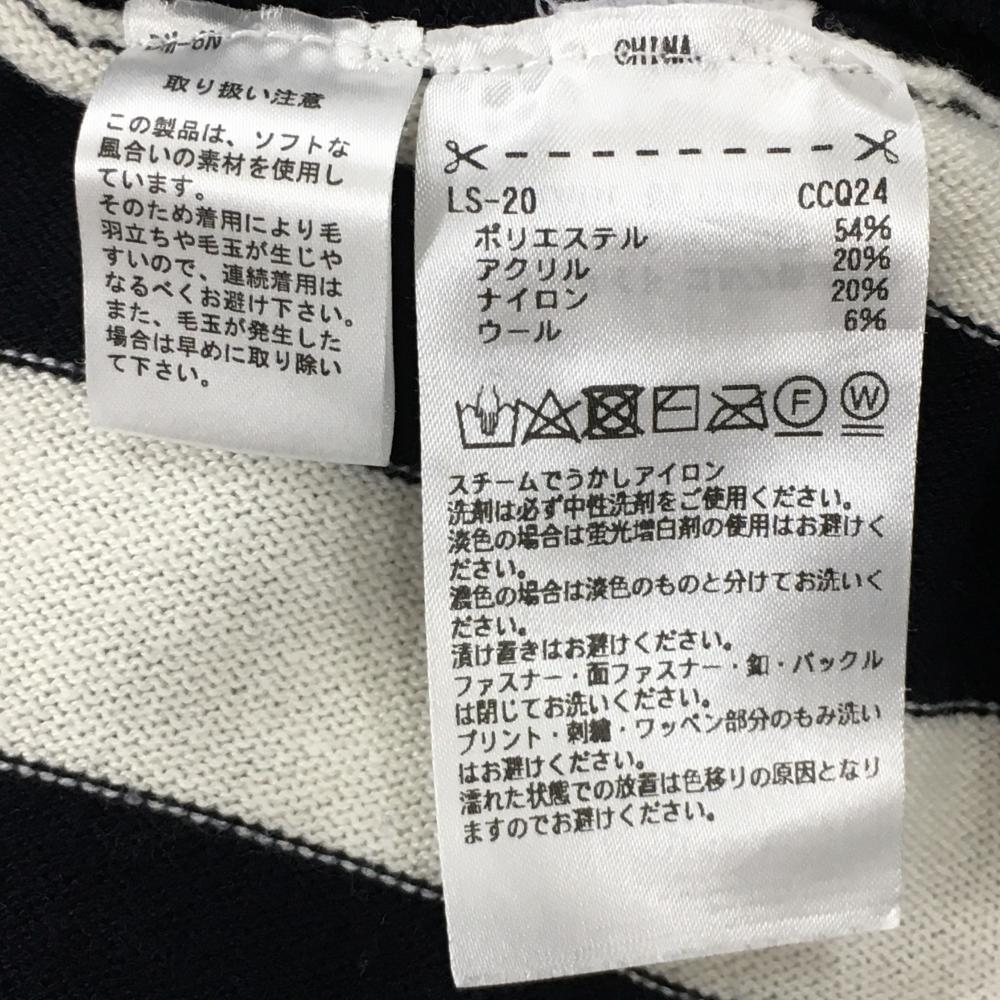 取り扱い注意
この製品は、ソフトな
風合いの素材を使用し
ています。
そのため着用により毛
羽立ちや毛玉が生じや
すいので、連続着用は
なるべくお避け下さい。
また、毛玉が発生した
場合は早めに取り除い
て下さい。
CHINA
LS-20 CCQ24
ポリエステル 54%
アクリル 20%
ナイロン 20%
ウール 6%
F
W
スチームでうかしアイロン
洗剤は必ず中性洗剤をご使用ください。
淡色の場合は蛍光増白剤の使用はお避けく
ださい。
濃色の場合は淡色のものと分けてお洗いく
ださい。
漬け置きはお避けください。
ファスナー・面ファスナー・釦・バックル
は閉じてお洗いください。
プリント・刺繍・ワッペン部分のもみ洗い
はお避けください。
濡れた状態での放置は色移りの原因となり
ますのでお避けください。